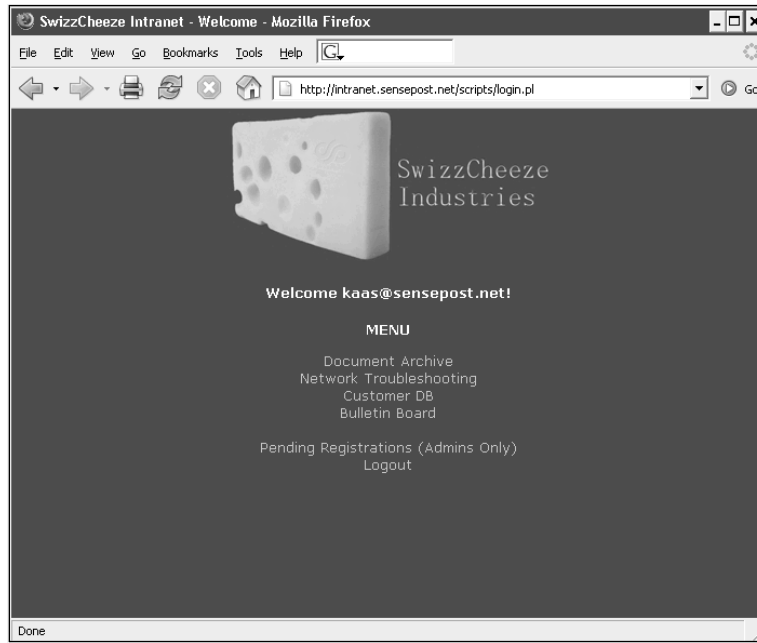 SwizzCheeze Intranet - Welcome - Mozilla Firefox
File Edit View Go Bookmarks Tools Help G
http://intranet.sensepost.net/scripts/login.pl
SwizzCheeze
Industries
Welcome kaas@sensepost.net!
MENU
Document Archive
Network Troubleshooting
Customer DB
Bulletin Board
Pending Registrations (Admins Only)
Logout
Done